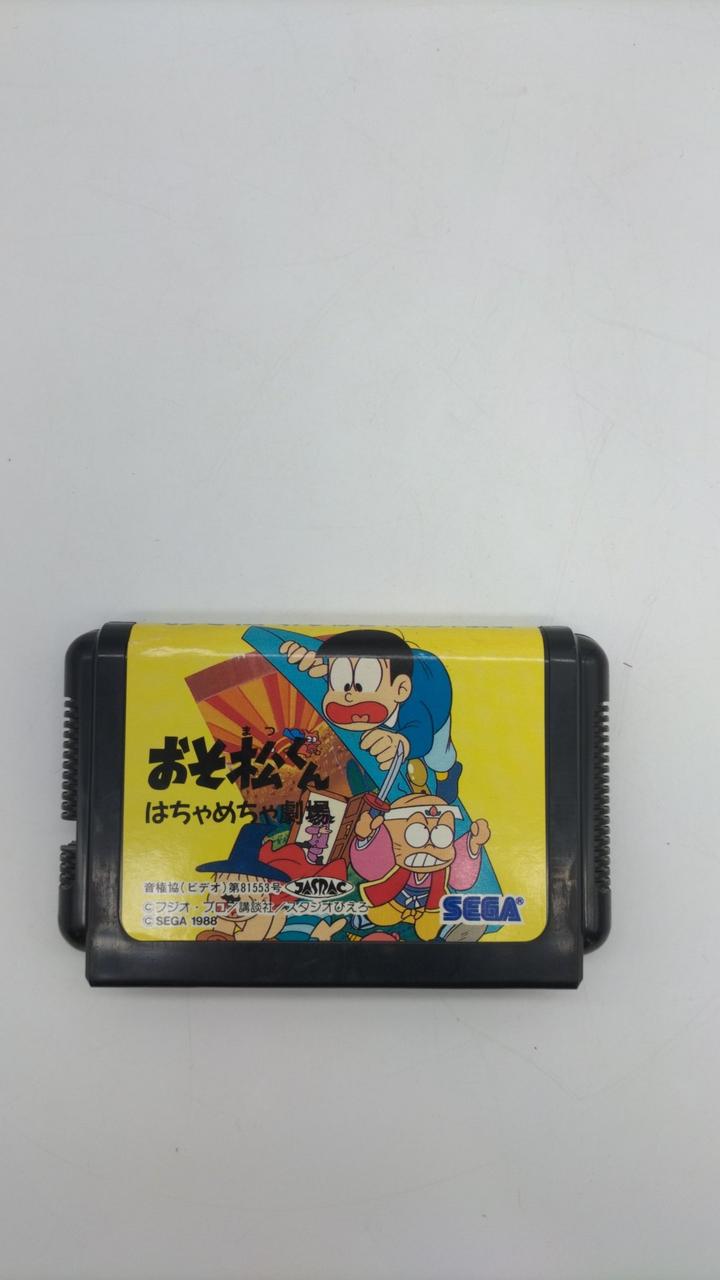 まつ
おそ松くん
はちゃめちゃ劇場
音権協(ビデオ)第81553号 JASRAC
©フジオ・プロ/講談社/スタジオぴえろ
© SEGA 1988
SEGA®